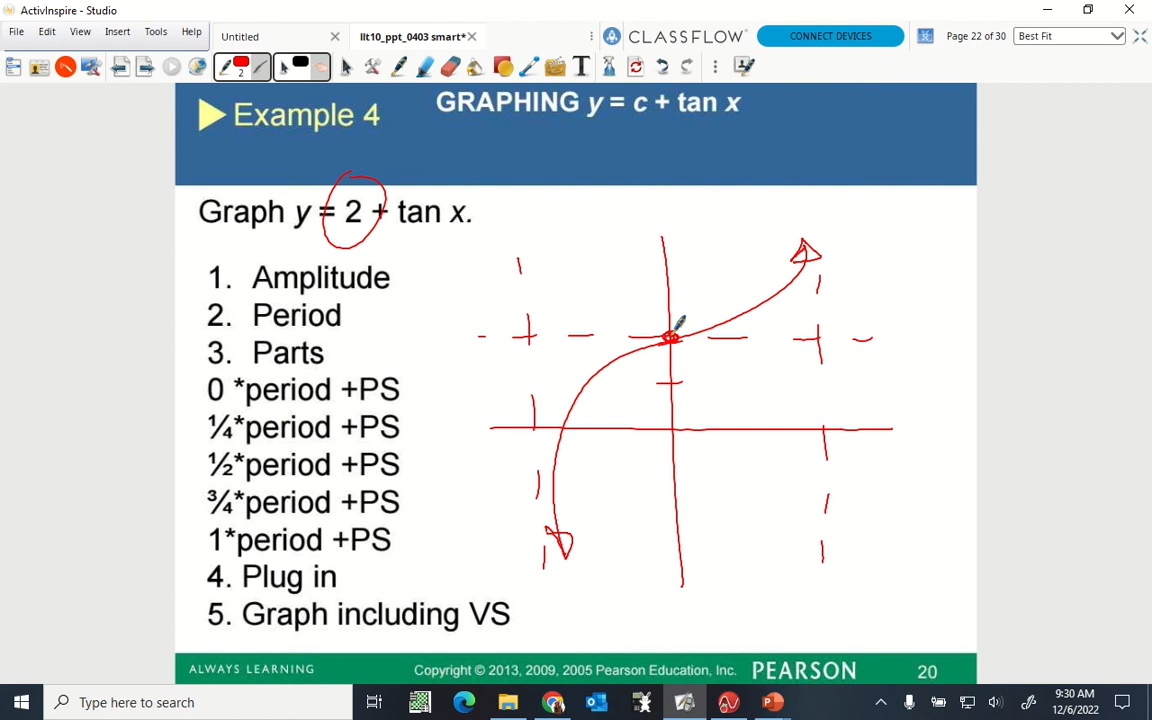 ActivInspire - Studio
File Edit View Insert Tools Help
Untitled
llt10_ppt_0403 smart*
CLASSFLOW
CONNECT DEVICES
Page 22 of 30
Best Fit
2
Example 4
GRAPHING y = c + tan x
Graph y = 2 + tan x.
1. Amplitude
2. Period
3. Parts
0 *period +PS
¼*period +PS
½*period +PS
¾*period +PS
1*period +PS
4. Plug in
5. Graph including VS
ALWAYS LEARNING
Copyright © 2013, 2009, 2005 Pearson Education, Inc.
PEARSON
20
Type here to search
9:30 AM
12/6/2022